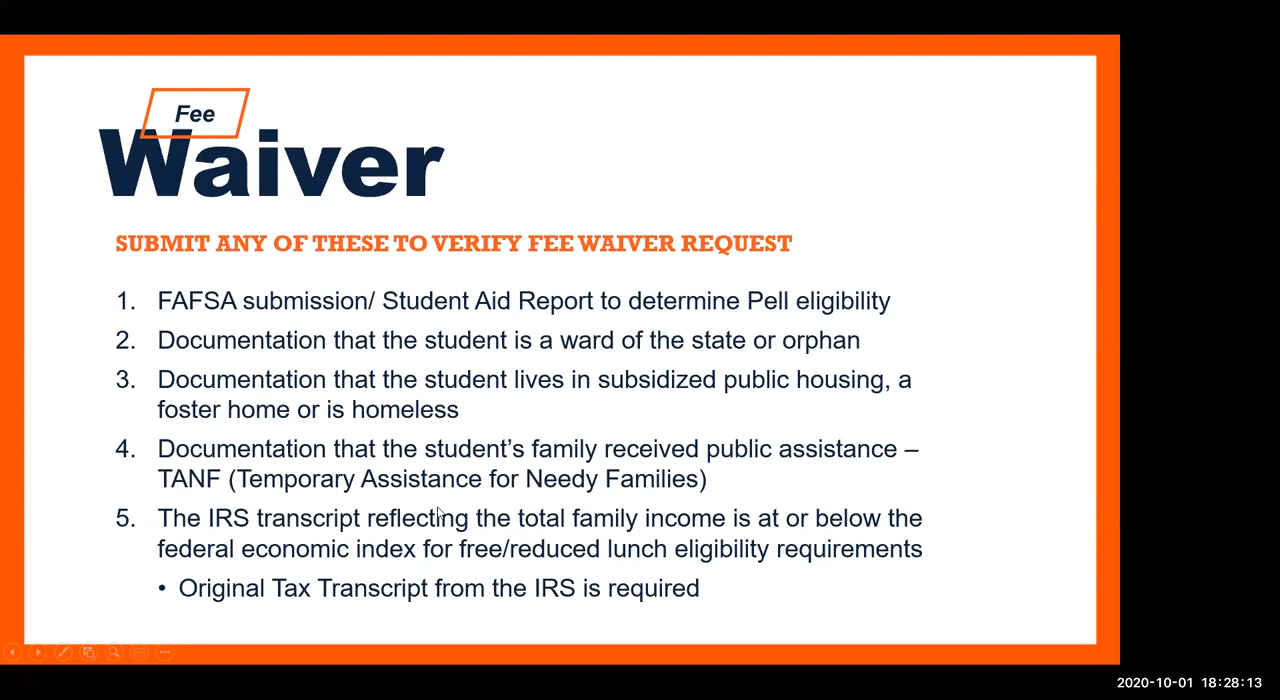 Fee
Waiver
SUBMIT ANY OF THESE TO VERIFY FEE WAIVER REQUEST
1. FAFSA submission/ Student Aid Report to determine Pell eligibility
2. Documentation that the student is a ward of the state or orphan
3. Documentation that the student lives in subsidized public housing, a
foster home or is homeless
4. Documentation that the student’s family received public assistance –
TANF (Temporary Assistance for Needy Families)
5. The IRS transcript reflecting the total family income is at or below the
federal economic index for free/reduced lunch eligibility requirements
• Original Tax Transcript from the IRS is required
2020-10-01 18:28:13